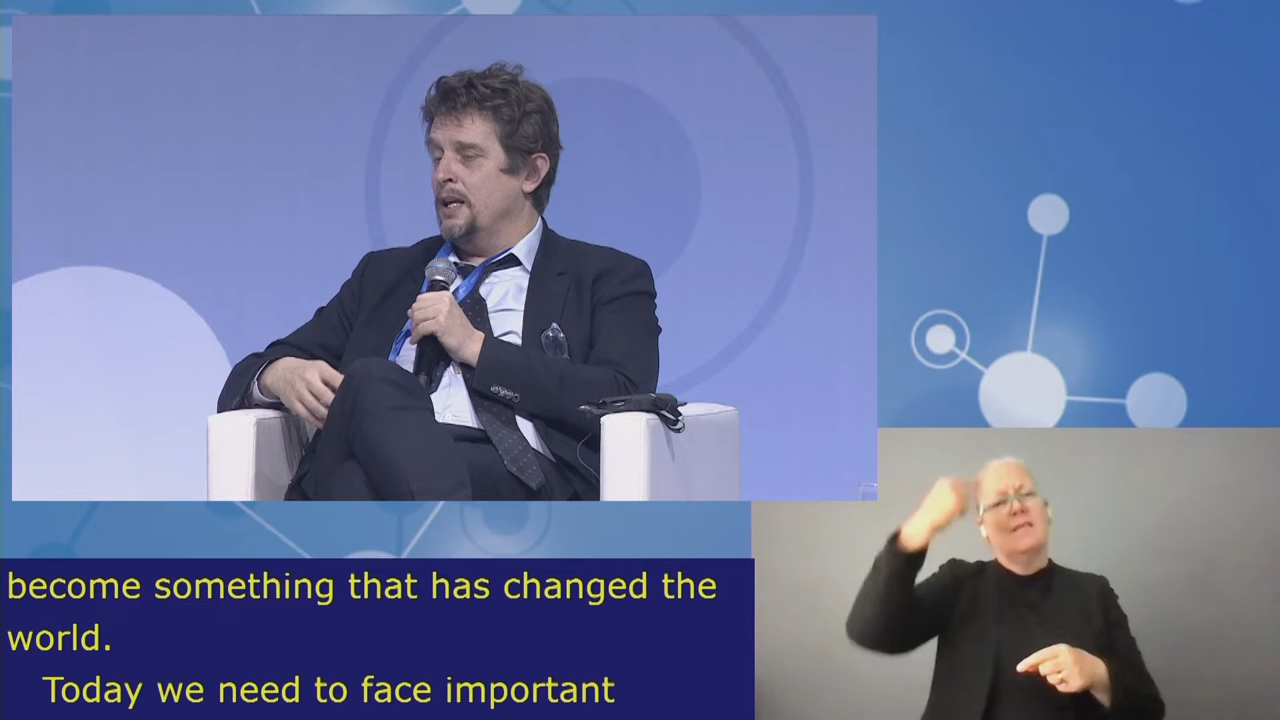 become something that has changed the
world.
Today we need to face important